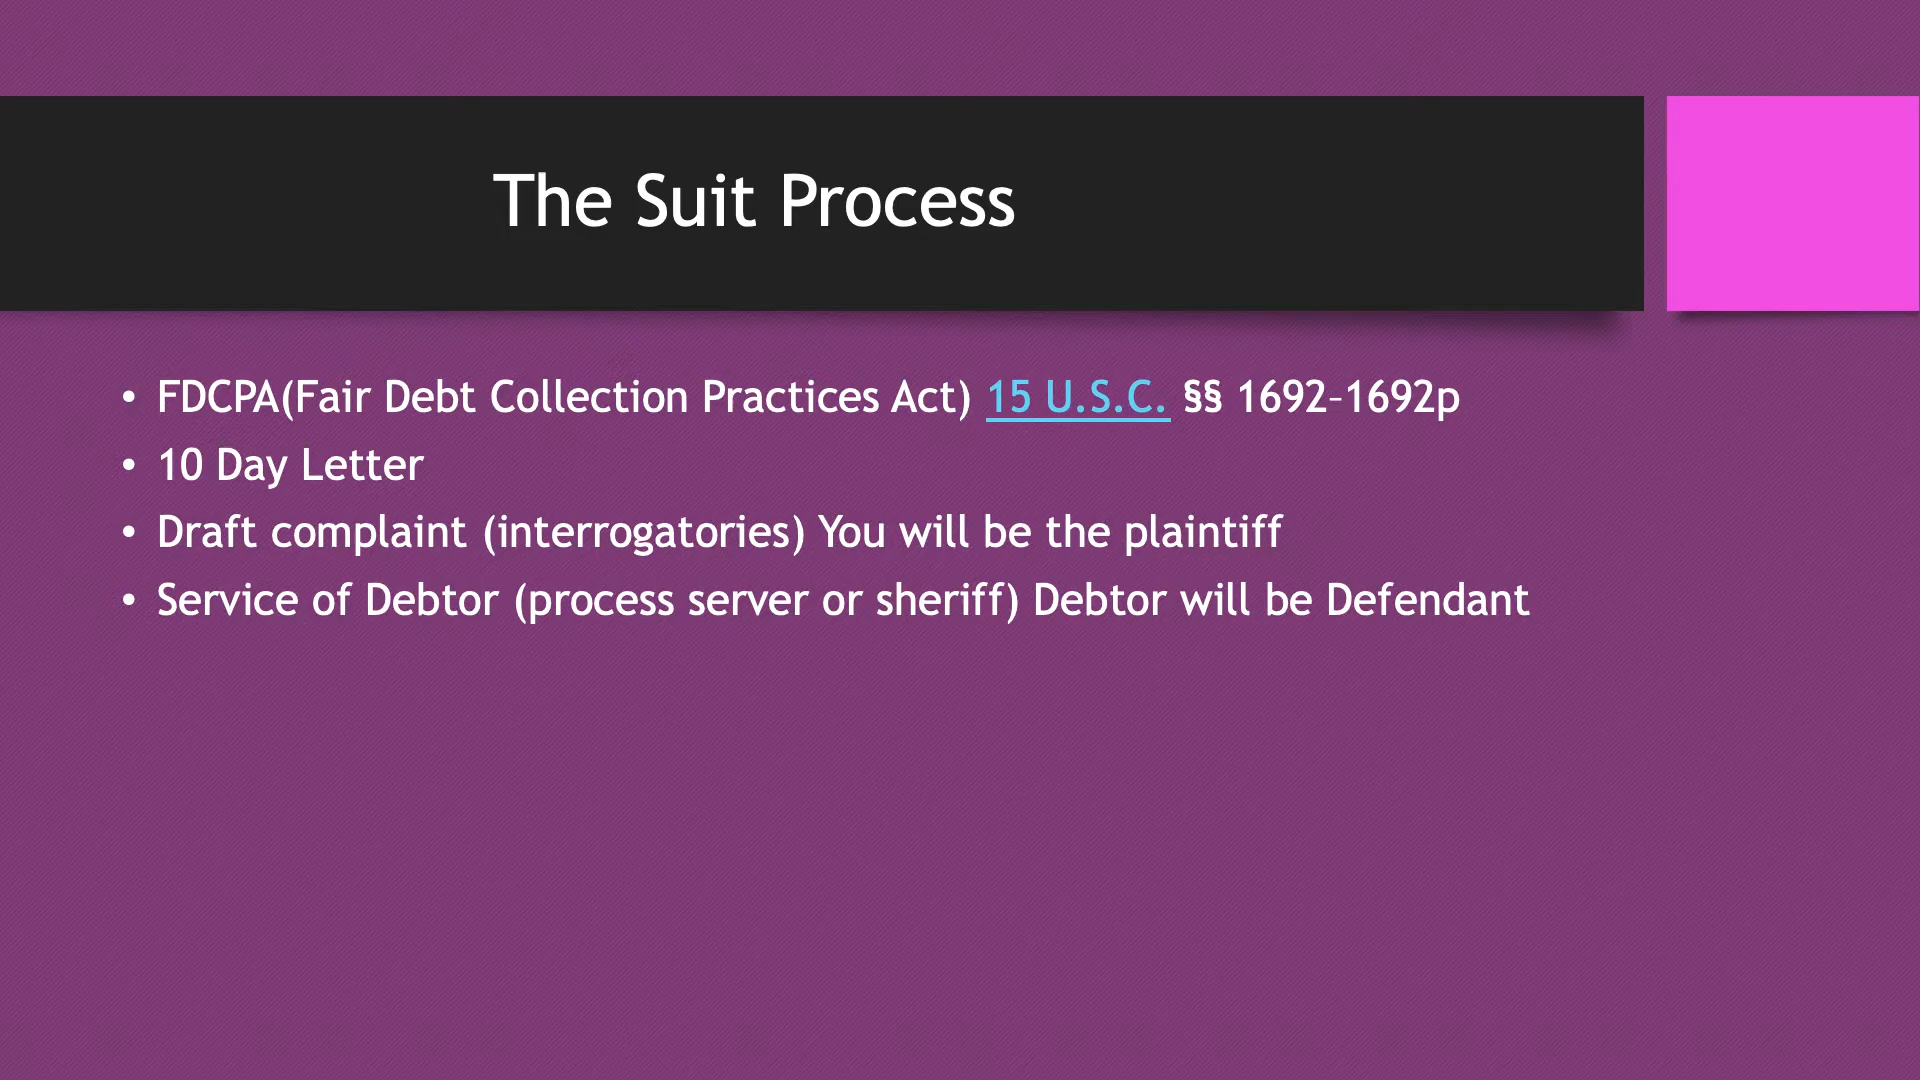 The Suit Process
• FDCPA(Fair Debt Collection Practices Act) 15 U.S.C. §§ 1692–1692p
• 10 Day Letter
• Draft complaint (interrogatories) You will be the plaintiff
• Service of Debtor (process server or sheriff) Debtor will be Defendant